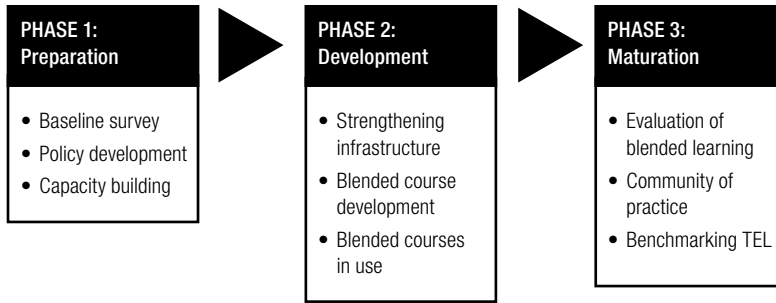 PHASE 1:
Preparation
• Baseline survey
• Policy development
• Capacity building
PHASE 2:
Development
• Strengthening
infrastructure
• Blended course
development
• Blended courses
in use
PHASE 3:
Maturation
• Evaluation of
blended learning
• Community of
practice
• Benchmarking TEL